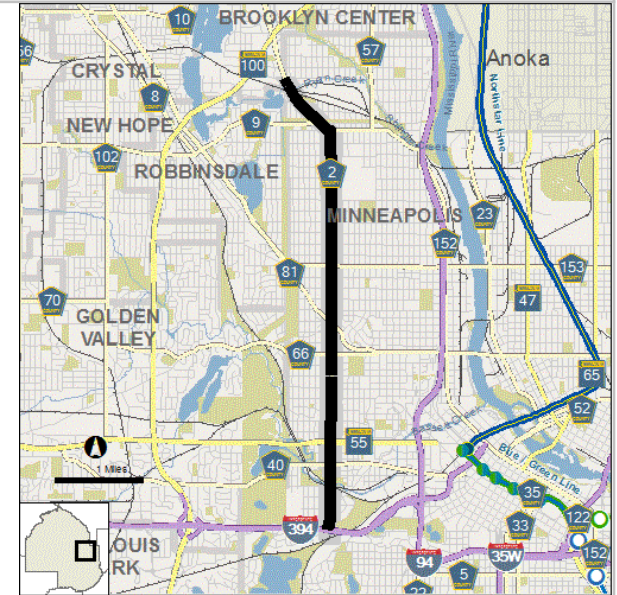 BROOKLYN CENTER
10
57
100
Anoka
CRYSTAL
8
Mississippi River
Northstar Line
NEW HOPE
9
102
ROBBINSDALE
2
MINNEAPOLIS
23
152
81
153
70
47
GOLDEN
VALLEY
66
65
52
55
Blue / Green Line
40
1 Miles
35
394
33
122
OUIS
RK
94
35W
152
5